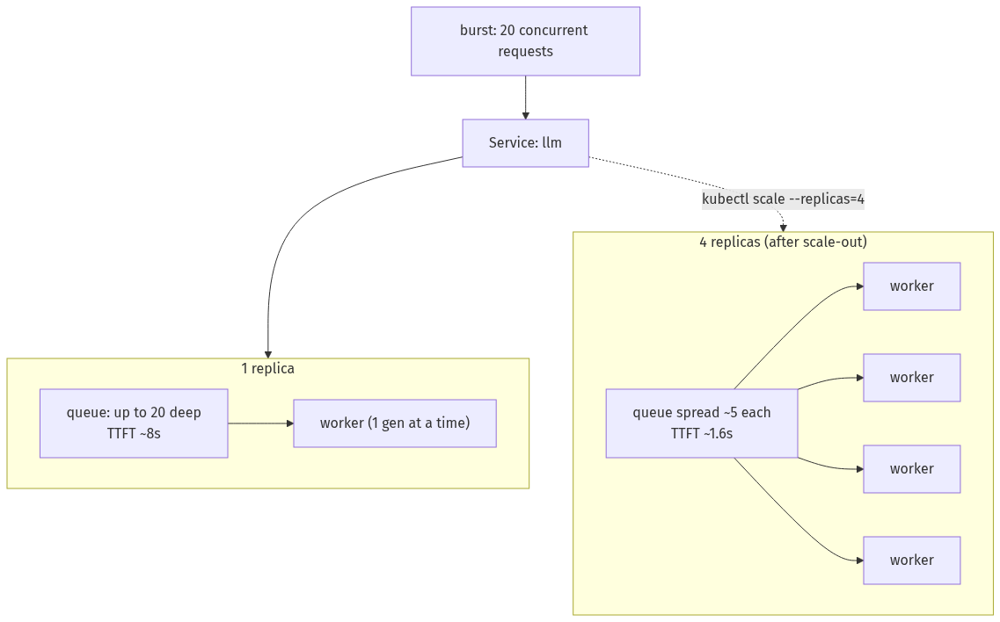 burst: 20 concurrent
requests
Service: llm
kubectl scale --replicas=4
1 replica
queue: up to 20 deep
TTFT ~8s
worker (1 gen at a time)
4 replicas (after scale-out)
queue spread ~5 each
TTFT ~1.6s
worker
worker
worker
worker